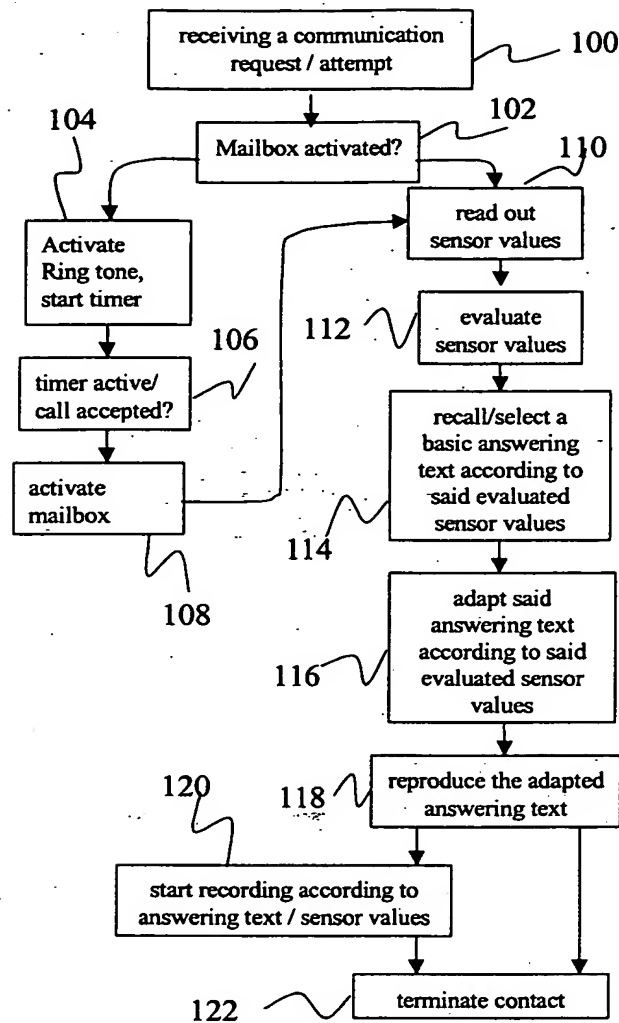 receiving a communication
request / attempt
100
102
Mailbox activated?
104
Activate
Ring tone,
start timer
106
timer active/
call accepted?
activate
mailbox
108
110
read out
sensor values
112
evaluate
sensor values
recall/select a
basic answering
text according to
said evaluated
sensor values
114
adapt said
answering text
according to said
evaluated sensor
values
116
118
reproduce the adapted
answering text
120
start recording according to
answering text / sensor values
122
terminate contact